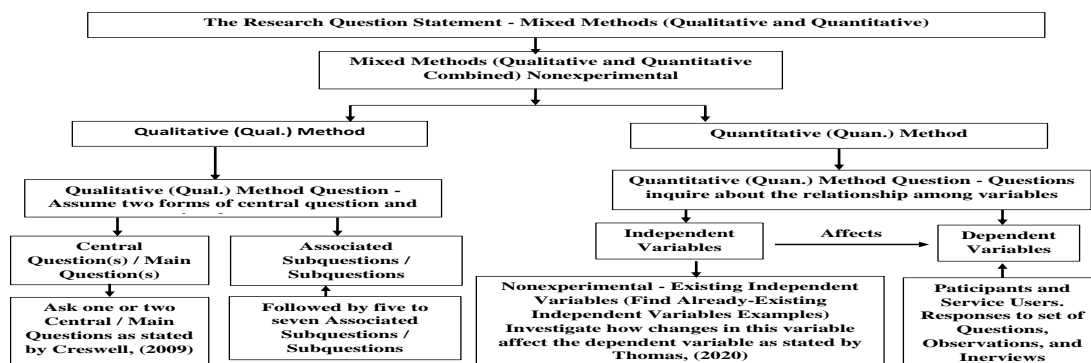 The Research Question Statement - Mixed Methods (Qualitative and Quantitative)
Mixed Methods (Qualitative and Quantitative
Combined) Nonexperimental
Qualitative (Qual.) Method
Quantitative (Quan.) Method
Qualitative (Qual.) Method Question -
Assume two forms of central question and
Quantitative (Quan.) Method Question - Questions
inquire about the relationship among variables
Central
Question(s) / Main
Question(s)
Associated
Subquestions /
Subquestions
Independent
Variables
Affects
Dependent
Variables
Ask one or two
Central / Main
Questions as stated
by Creswell, (2009)
Followed by five to
seven Associated
Subquestions /
Subquestions
Nonexperimental - Existing Independent
Variables (Find Already-Existing
Independent Variables Examples)
Investigate how changes in this variable
affect the dependent variable as stated by
Thomas, (2020)
Paticipants and
Service Users.
Responses to set of
Questions,
Observations, and
Inerviews